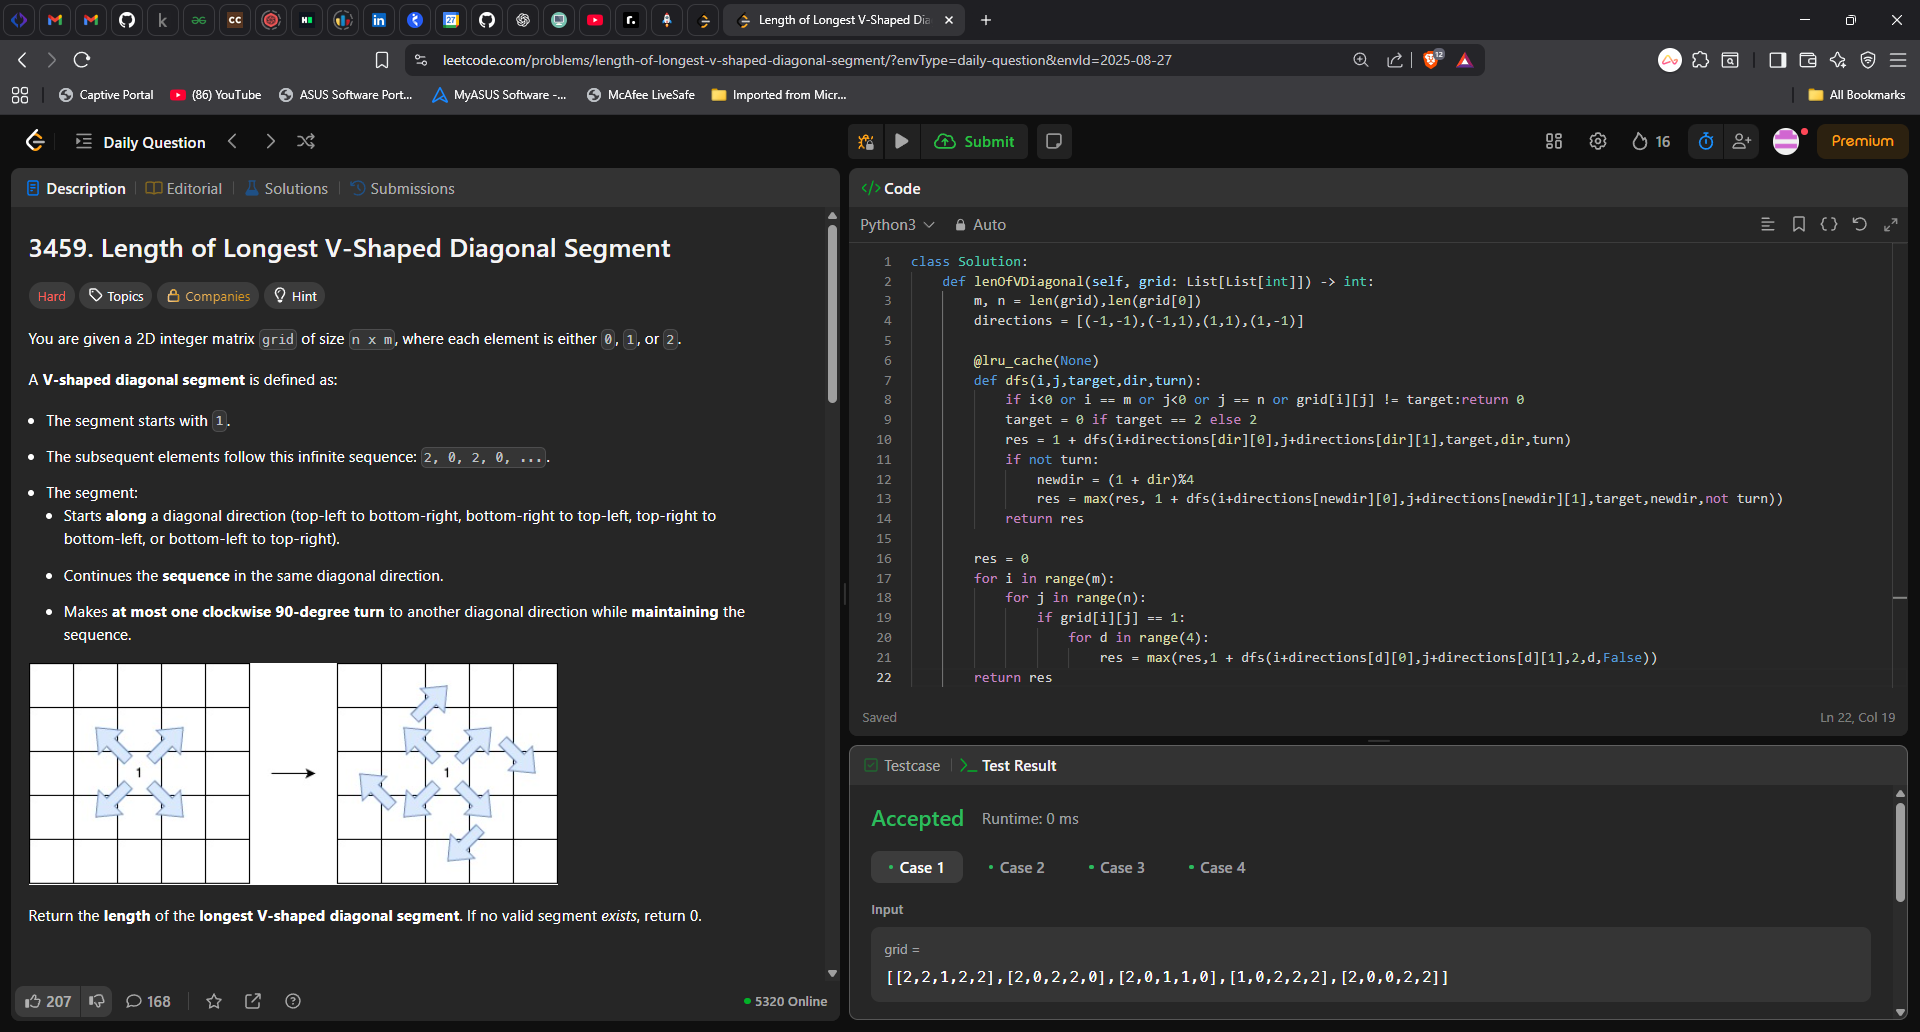 Length of Longest V-Shaped Dia
leetcode.com/problems/length-of-longest-v-shaped-diagonal-segment/?envType=daily-question&envId=2025-08-27
12
Captive Portal
(86) YouTube
ASUS Software Port...
MyASUS Software -...
McAfee LiveSafe
Imported from Micr...
All Bookmarks
Daily Question
Submit
16
Premium
Description
Editorial
Solutions
Submissions
3459. Length of Longest V-Shaped Diagonal Segment
Hard
Topics
Companies
Hint
You are given a 2D integer matrix grid of size n x m, where each element is either 0, 1, or 2.
A V-shaped diagonal segment is defined as:
• The segment starts with 1.
• The subsequent elements follow this infinite sequence: 2, 0, 2, 0, ....
• The segment:
• Starts along a diagonal direction (top-left to bottom-right, bottom-right to top-left, top-right to
bottom-left, or bottom-left to top-right).
• Continues the sequence in the same diagonal direction.
• Makes at most one clockwise 90-degree turn to another diagonal direction while maintaining the
sequence.
1
1
Return the length of the longest V-shaped diagonal segment. If no valid segment exists, return 0.
207
168
5320 Online
Code
Python3
Auto
1 class Solution:
2 def lenOfVDiagonal(self, grid: List[List[int]]) -> int:
3 m, n = len(grid),len(grid[0])
4 directions = [(-1,-1),(-1,1),(1,1),(1,-1)]
5
6 @lru_cache(None)
7 def dfs(i,j,target,dir,turn):
8 if i<0 or i == m or j<0 or j == n or grid[i][j] != target:return 0
9 target = 0 if target == 2 else 2
10 res = 1 + dfs(i+directions[dir][0],j+directions[dir][1],target,dir,turn)
11 if not turn:
12 newdir = (1 + dir)%4
13 res = max(res, 1 + dfs(i+directions[newdir][0],j+directions[newdir][1],target,newdir,not turn))
14 return res
15
16 res = 0
17 for i in range(m):
18 for j in range(n):
19 if grid[i][j] == 1:
20 for d in range(4):
21 res = max(res,1 + dfs(i+directions[d][0],j+directions[d][1],2,d,False))
22 return res
Saved
Ln 22, Col 19
Testcase
Test Result
Accepted
Runtime: 0 ms
• Case 1
• Case 2
• Case 3
• Case 4
Input
grid =
[[2,2,1,2,2],[2,0,2,2,0],[2,0,1,1,0],[1,0,2,2,2],[2,0,0,2,2]]